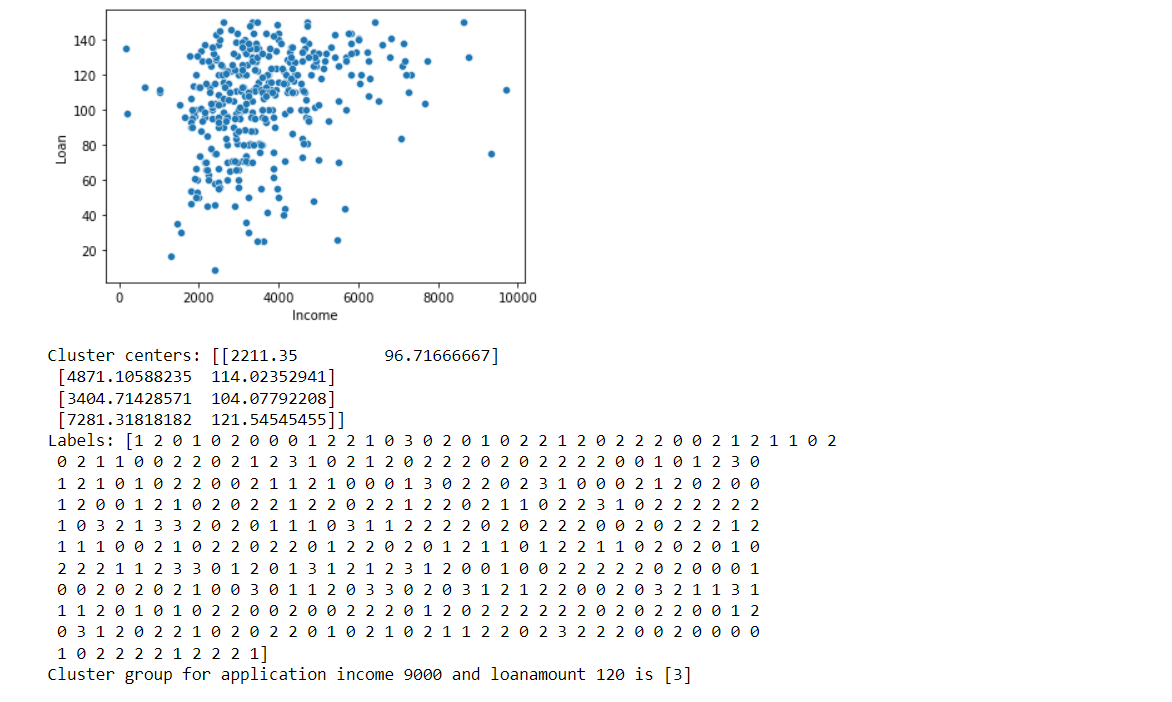 140
120
100
80
60
40
20
Loan
0 2000 4000 6000 8000 10000
Income
Cluster centers: [[2211.35 96.71666667]
[4871.10588235 114.02352941]
[3404.71428571 104.07792208]
[7281.31818182 121.54545455]]
Labels: [1 2 0 1 0 2 0 0 0 1 2 2 1 0 3 0 2 0 1 0 2 2 1 2 0 2 2 2 0 0 2 1 2 1 1 0 2
0 2 1 1 0 0 2 2 0 2 1 2 3 1 0 2 1 2 0 2 2 2 0 2 0 2 2 2 2 0 0 1 0 1 2 3 0
1 2 1 0 1 0 2 2 0 0 2 1 1 2 1 0 0 0 1 3 0 2 2 0 2 3 1 0 0 0 2 1 2 0 2 0 0
1 2 0 0 1 2 1 0 2 0 2 2 1 2 2 0 2 2 1 2 2 0 2 1 1 0 2 2 3 1 0 2 2 2 2 2 2
1 0 3 2 1 3 3 2 0 2 0 1 1 1 0 3 1 1 2 2 2 2 0 2 0 2 2 2 0 0 2 0 2 2 2 1 2
1 1 1 0 0 2 1 0 2 2 0 2 2 0 1 2 2 0 2 0 1 2 1 1 0 1 2 2 1 1 0 2 0 2 0 1 0
2 2 2 1 1 2 3 3 0 1 2 0 1 3 1 2 1 2 3 1 2 0 0 1 0 0 2 2 2 2 2 0 2 0 0 0 1
0 0 2 0 2 0 2 1 0 0 3 0 1 1 2 0 3 3 0 2 0 3 1 2 1 2 2 0 0 2 0 3 2 1 1 3 1
1 1 2 0 1 0 1 0 2 2 0 0 2 0 0 2 2 2 0 1 2 0 2 2 2 2 2 2 0 2 0 2 2 0 0 1 2
0 3 1 2 0 2 2 1 0 2 0 2 2 0 1 0 2 1 0 2 1 1 2 2 0 2 3 2 2 2 0 0 2 0 0 0 0
1 0 2 2 2 2 1 2 2 2 1]
Cluster group for application income 9000 and loanamount 120 is [3]